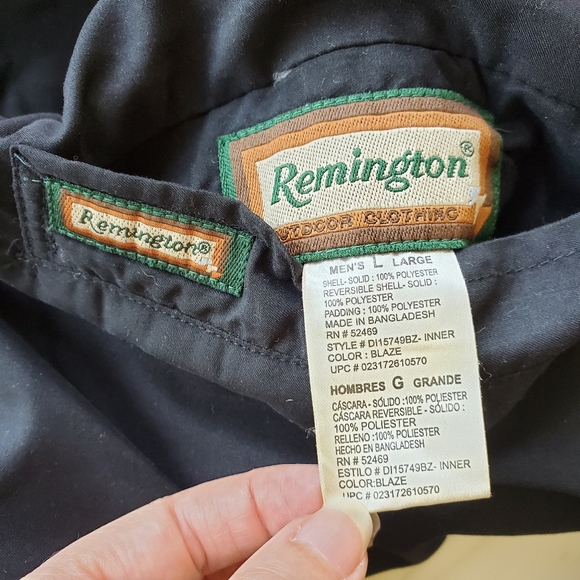 Remington®
OUTDOOR CLOTHING
Remington®
MEN'S L LARGE
SHELL- SOLID : 100% POLYESTER
REVERSIBLE SHELL- SOLID :
100% POLYESTER
PADDING : 100% POLYESTER
MADE IN BANGLADESH
RN # 52469
STYLE # DI15749BZ- INNER
COLOR : BLAZE
UPC # 023172610570
HOMBRES G GRANDE
CÁSCARA - SÓLIDO :100% POLIESTER
CÁSCARA REVERSIBLE - SÓLIDO :
100% POLIESTER
RELLENO :100% POLIESTER
HECHO EN BANGLADESH
RN # 52469
ESTILO # DI15749BZ- INNER
COLOR:BLAZE
UPC # 023172610570